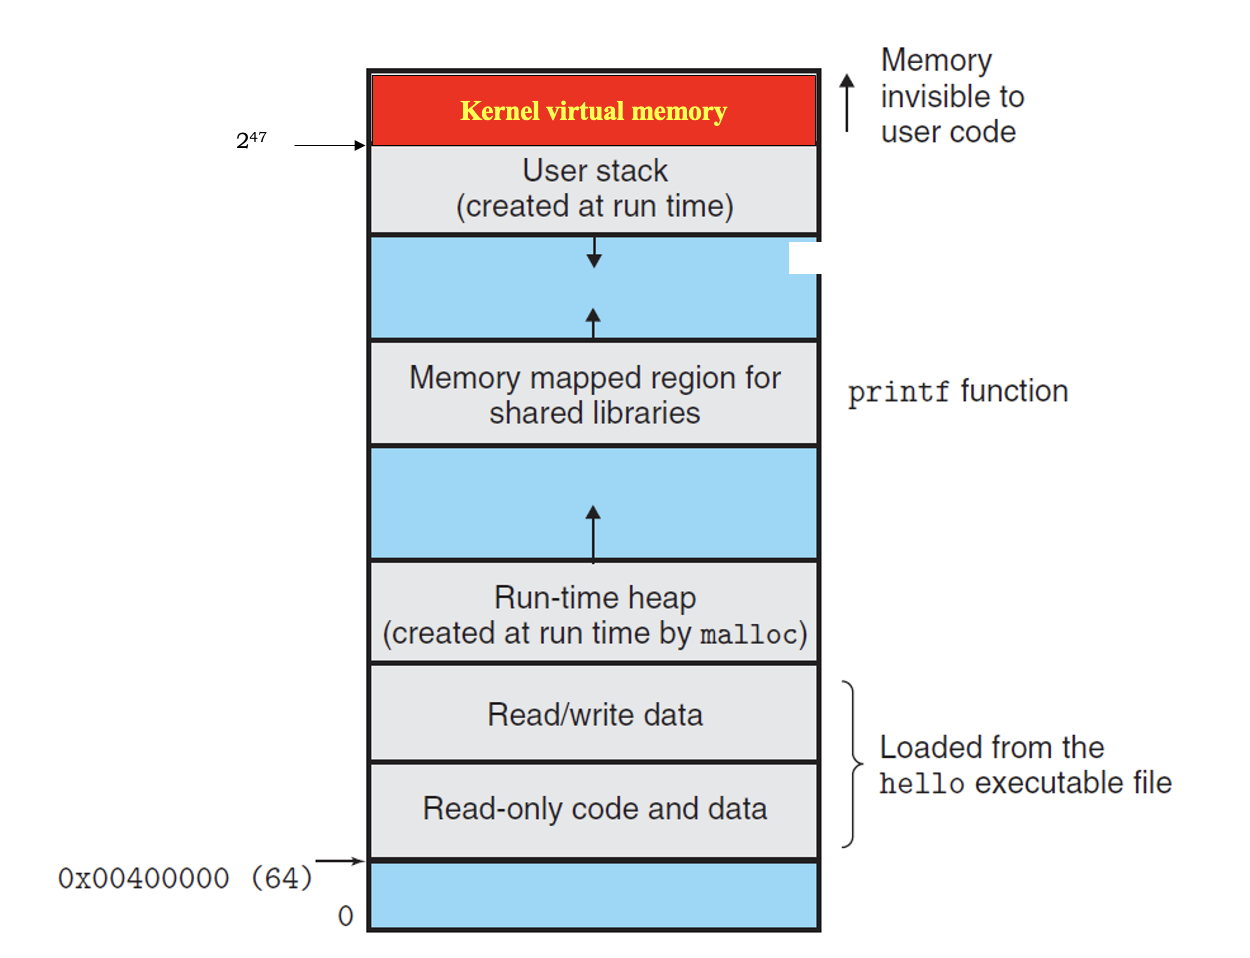 Memory
invisible to
user code
Kernel virtual memory
2⁴⁷
User stack
(created at run time)
Memory mapped region for
shared libraries
printf function
Run-time heap
(created at run time by malloc)
Read/write data
Loaded from the
hello executable file
Read-only code and data
0x00400000 (64)
0